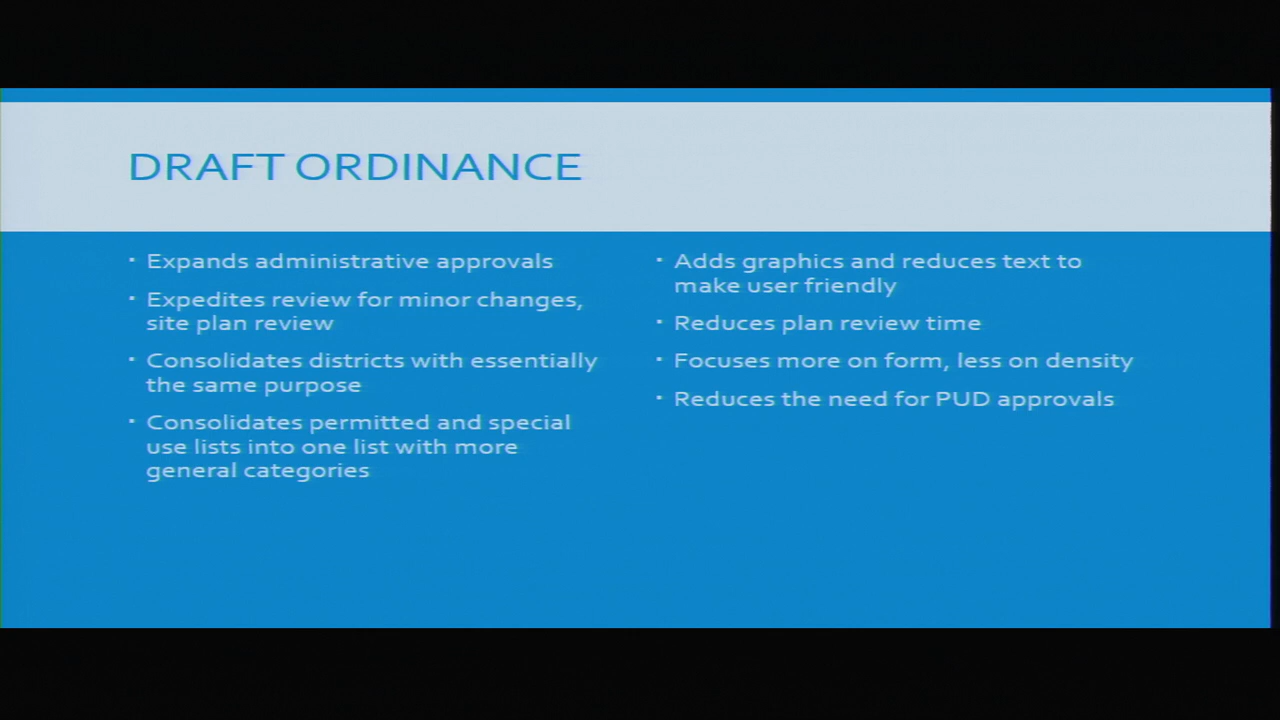 DRAFT ORDINANCE
▪ Expands administrative approvals
▪ Expedites review for minor changes,
site plan review
▪ Consolidates districts with essentially
the same purpose
▪ Consolidates permitted and special
use lists into one list with more
general categories
▪ Adds graphics and reduces text to
make user friendly
▪ Reduces plan review time
▪ Focuses more on form, less on density
▪ Reduces the need for PUD approvals